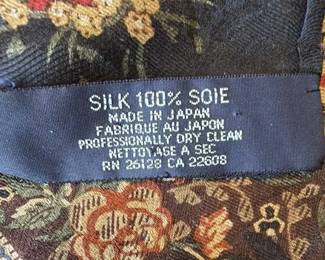 SILK 100% SOIE
MADE IN JAPAN
FABRIQUE AU JAPON
PROFESSIONALLY DRY CLEAN
NETTOYAGE A SEC
RN 26128 CA 22608